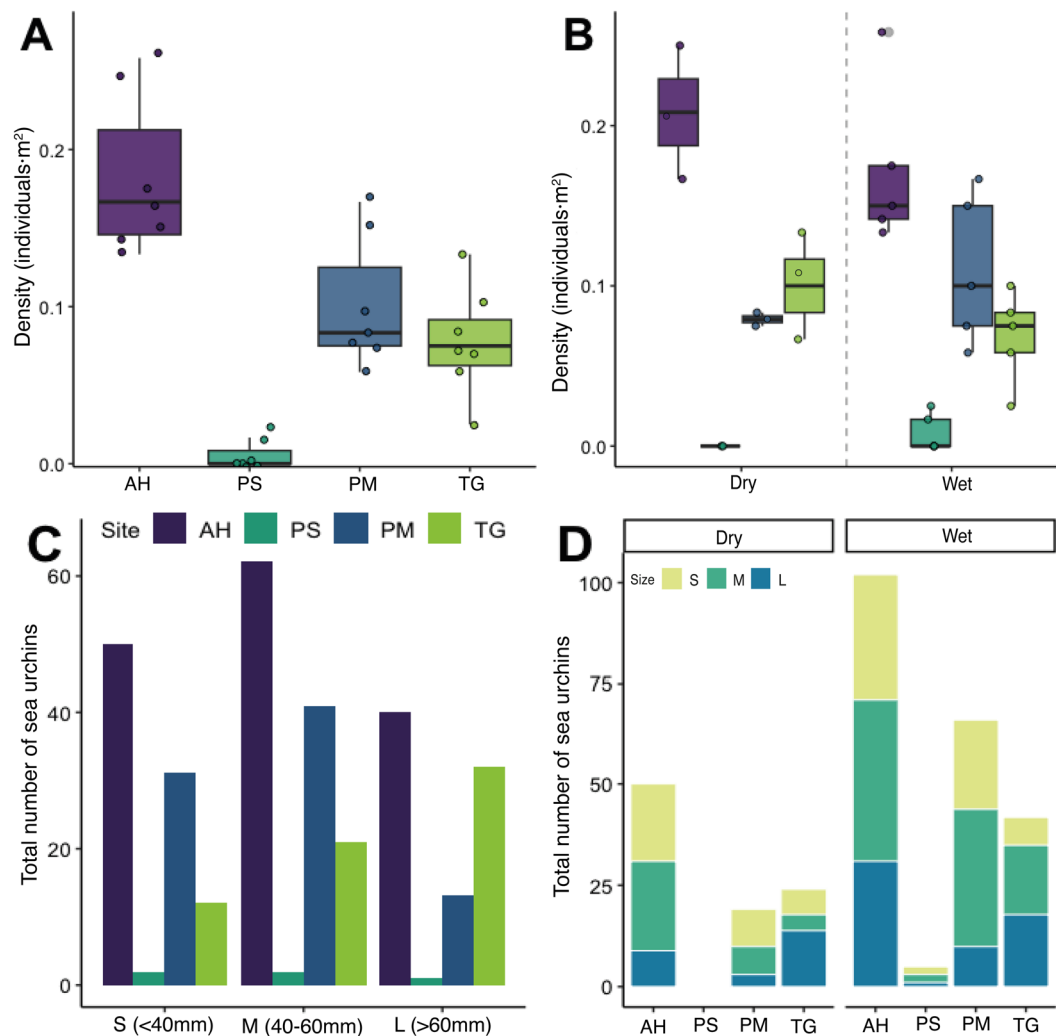 A
Density (individuals·m²)
0.2
0.1
0.0
AH PS PM TG
B
Density (individuals·m²)
0.2
0.1
0.0
Dry Wet
C
Site AH PS PM TG
Total number of sea urchins
60
40
20
0
S (<40mm) M (40-60mm) L (>60mm)
D
Dry Wet
Size S M L
Total number of sea urchins
100
75
50
25
0
AH PS PM TG AH PS PM TG